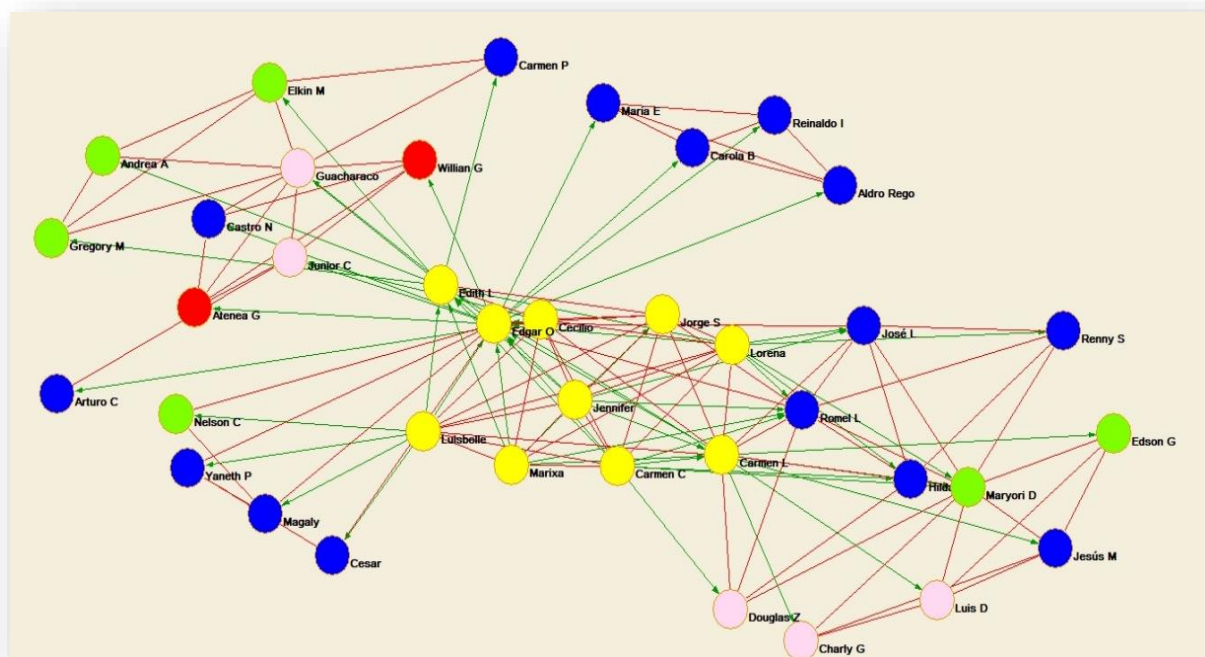 Carmen P
Elkin M
Maria E
Reinaldo I
Carola B
Andrea A
Willian G
Guacharaco
Aldro Rego
Castro N
Gregory M
Junior C
Edith L
Atenea G
Edgar O
Cecilio
Jorge S
José L
Renny S
Lorena
Arturo C
Jennifer
Nelson C
Romel L
Luisbelle
Edson G
Marixa
Carmen C
Carmen L
Yaneth P
Maryori D
Magaly
Cesar
Jesús M
Luis D
Douglas Z
Charly G